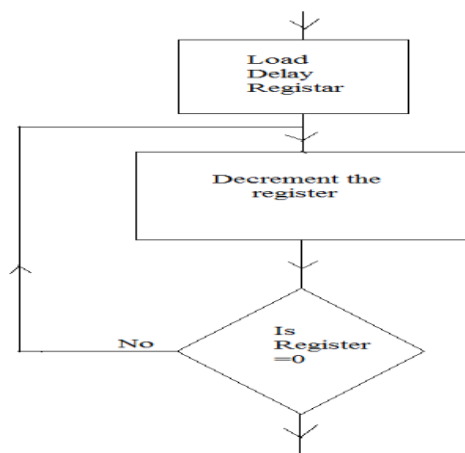 Load
Delay
Registar
Decrement the
register
Is
Register
=0
No